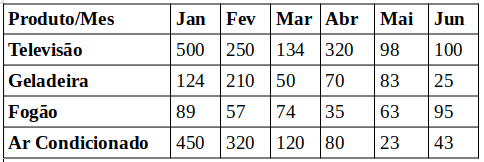 Produto/Mes Jan Fev Mar Abr Mai Jun
Televisão 500 250 134 320 98 100
Geladeira 124 210 50 70 83 25
Fogão 89 57 74 35 63 95
Ar Condicionado 450 320 120 80 23 43